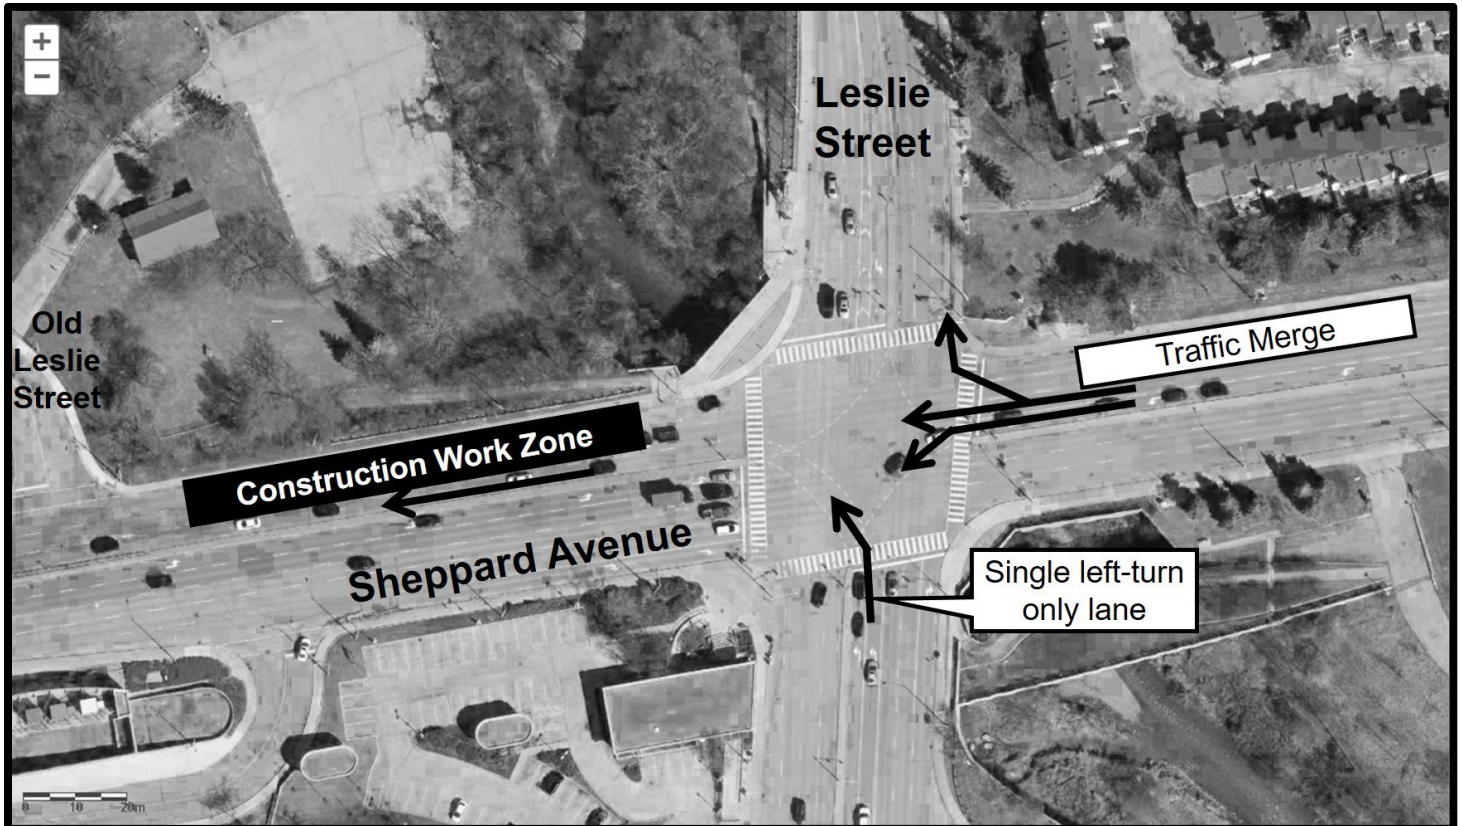 +
−
Leslie
Street
Old
Leslie
Street
Traffic Merge
Construction Work Zone
Sheppard Avenue
Single left-turn
only lane
0 10 20m